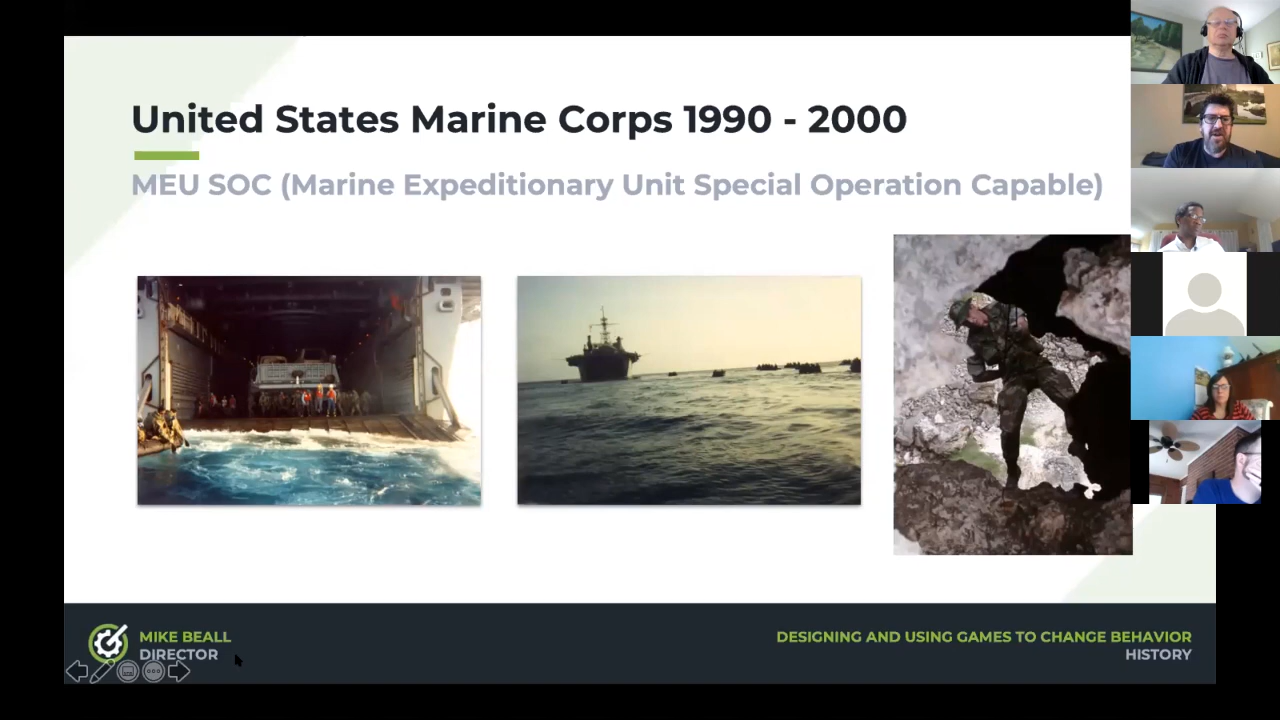 United States Marine Corps 1990 - 2000
MEU SOC (Marine Expeditionary Unit Special Operation Capable)
MIKE BEALL
DIRECTOR
DESIGNING AND USING GAMES TO CHANGE BEHAVIOR
HISTORY